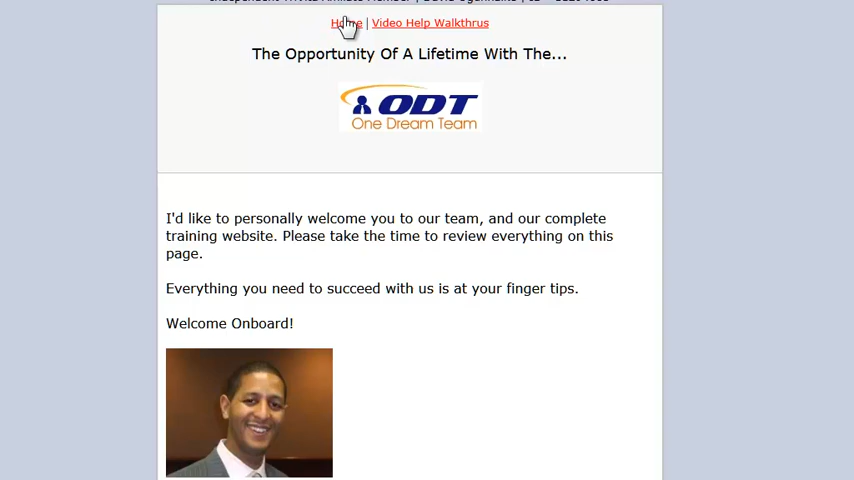 Home | Video Help Walkthrus
The Opportunity Of A Lifetime With The...
ODT
One Dream Team
I'd like to personally welcome you to our team, and our complete
training website. Please take the time to review everything on this
page.
Everything you need to succeed with us is at your finger tips.
Welcome Onboard!